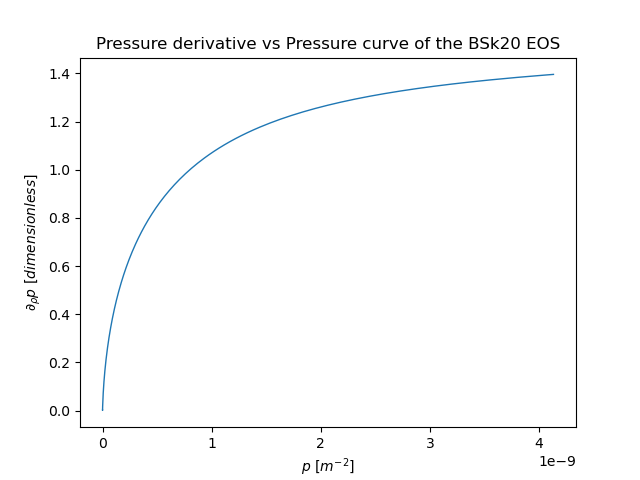 Pressure derivative vs Pressure curve of the BSk20 EOS
1.4
1.2
1.0
0.8
0.6
0.4
0.2
0.0
∂ρp [dimensionless]
0 1 2 3 4
1e−9
p [m⁻²]